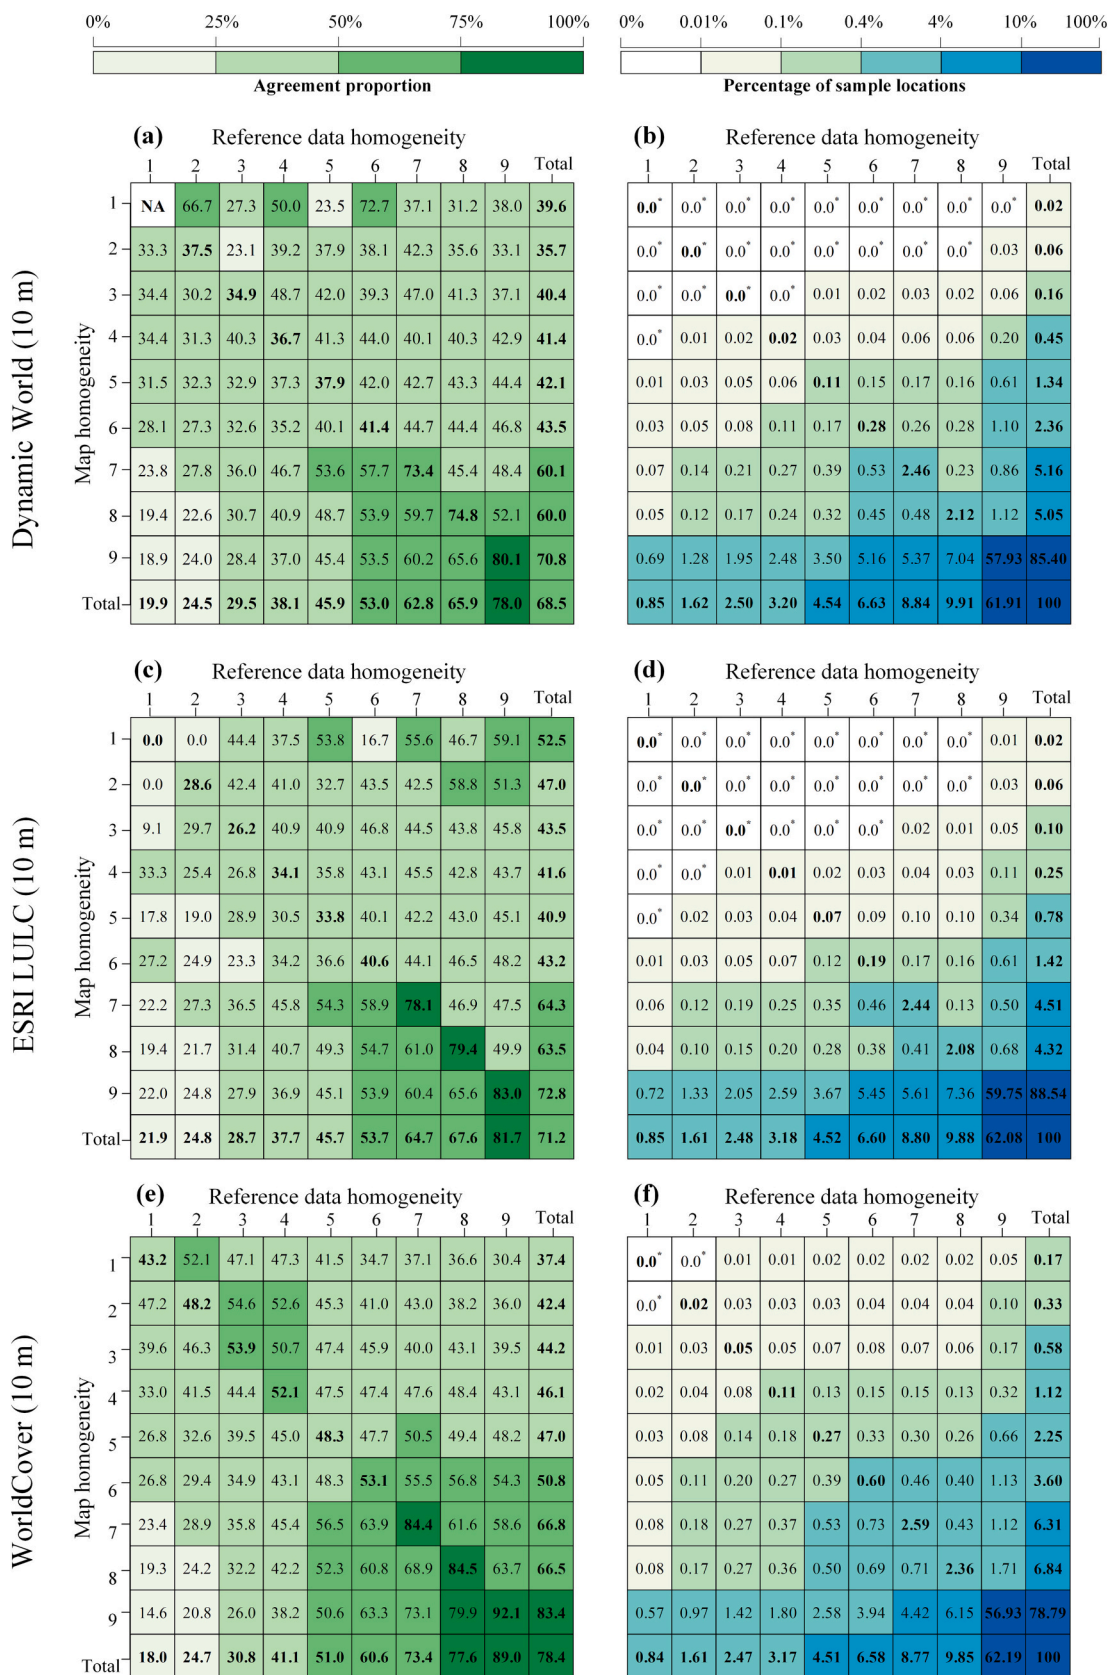 0% 25% 50% 75% 100%
Agreement proportion
0% 0.01% 0.1% 0.4% 4% 10% 100%
Percentage of sample locations
Dynamic World (10 m)
(a) Reference data homogeneity
1 2 3 4 5 6 7 8 9 Total
Map homogeneity
1 NA 66.7 27.3 50.0 23.5 72.7 37.1 31.2 38.0 39.6
2 33.3 37.5 23.1 39.2 37.9 38.1 42.3 35.6 33.1 35.7
3 34.4 30.2 34.9 48.7 42.0 39.3 47.0 41.3 37.1 40.4
4 34.4 31.3 40.3 36.7 41.3 44.0 40.1 40.3 42.9 41.4
5 31.5 32.3 32.9 37.3 37.9 42.0 42.7 43.3 44.4 42.1
6 28.1 27.3 32.6 35.2 40.1 41.4 44.7 44.4 46.8 43.5
7 23.8 27.8 36.0 46.7 53.6 57.7 73.4 45.4 48.4 60.1
8 19.4 22.6 30.7 40.9 48.7 53.9 59.7 74.8 52.1 60.0
9 18.9 24.0 28.4 37.0 45.4 53.5 60.2 65.6 80.1 70.8
Total 19.9 24.5 29.5 38.1 45.9 53.0 62.8 65.9 78.0 68.5
(b) Reference data homogeneity
1 2 3 4 5 6 7 8 9 Total
0.0* 0.0* 0.0* 0.0* 0.0* 0.0* 0.0* 0.0* 0.0* 0.02
0.0* 0.0* 0.0* 0.0* 0.0* 0.0* 0.0* 0.0* 0.03 0.06
0.0* 0.0* 0.0* 0.0* 0.01 0.02 0.03 0.02 0.06 0.16
0.0* 0.01 0.02 0.02 0.03 0.04 0.06 0.06 0.20 0.45
0.01 0.03 0.05 0.06 0.11 0.15 0.17 0.16 0.61 1.34
0.03 0.05 0.08 0.11 0.17 0.28 0.26 0.28 1.10 2.36
0.07 0.14 0.21 0.27 0.39 0.53 2.46 0.23 0.86 5.16
0.05 0.12 0.17 0.24 0.32 0.45 0.48 2.12 1.12 5.05
0.69 1.28 1.95 2.48 3.50 5.16 5.37 7.04 57.93 85.40
0.85 1.62 2.50 3.20 4.54 6.63 8.84 9.91 61.91 100
ESRI LULC (10 m)
(c) Reference data homogeneity
1 2 3 4 5 6 7 8 9 Total
Map homogeneity
1 0.0 0.0 44.4 37.5 53.8 16.7 55.6 46.7 59.1 52.5
2 0.0 28.6 42.4 41.0 32.7 43.5 42.5 58.8 51.3 47.0
3 9.1 29.7 26.2 40.9 40.9 46.8 44.5 43.8 45.8 43.5
4 33.3 25.4 26.8 34.1 35.8 43.1 45.5 42.8 43.7 41.6
5 17.8 19.0 28.9 30.5 33.8 40.1 42.2 43.0 45.1 40.9
6 27.2 24.9 23.3 34.2 36.6 40.6 44.1 46.5 48.2 43.2
7 22.2 27.3 36.5 45.8 54.3 58.9 78.1 46.9 47.5 64.3
8 19.4 21.7 31.4 40.7 49.3 54.7 61.0 79.4 49.9 63.5
9 22.0 24.8 27.9 36.9 45.1 53.9 60.4 65.6 83.0 72.8
Total 21.9 24.8 28.7 37.7 45.7 53.7 64.7 67.6 81.7 71.2
(d) Reference data homogeneity
1 2 3 4 5 6 7 8 9 Total
0.0* 0.0* 0.0* 0.0* 0.0* 0.0* 0.0* 0.0* 0.01 0.02
0.0* 0.0* 0.0* 0.0* 0.0* 0.0* 0.0* 0.0* 0.03 0.06
0.0* 0.0* 0.0* 0.0* 0.0* 0.0* 0.02 0.01 0.05 0.10
0.0* 0.0* 0.01 0.01 0.02 0.03 0.04 0.03 0.11 0.25
0.0* 0.02 0.03 0.04 0.07 0.09 0.10 0.10 0.34 0.78
0.01 0.03 0.05 0.07 0.12 0.19 0.17 0.16 0.61 1.42
0.06 0.12 0.19 0.25 0.35 0.46 2.44 0.13 0.50 4.51
0.04 0.10 0.15 0.20 0.28 0.38 0.41 2.08 0.68 4.32
0.72 1.33 2.05 2.59 3.67 5.45 5.61 7.36 59.75 88.54
0.85 1.61 2.48 3.18 4.52 6.60 8.80 9.88 62.08 100
WorldCover (10 m)
(e) Reference data homogeneity
1 2 3 4 5 6 7 8 9 Total
Map homogeneity
1 43.2 52.1 47.1 47.3 41.5 34.7 37.1 36.6 30.4 37.4
2 47.2 48.2 54.6 52.6 45.3 41.0 43.0 38.2 36.0 42.4
3 39.6 46.3 53.9 50.7 47.4 45.9 40.0 43.1 39.5 44.2
4 33.0 41.5 44.4 52.1 47.5 47.4 47.6 48.4 43.1 46.1
5 26.8 32.6 39.5 45.0 48.3 47.7 50.5 49.4 48.2 47.0
6 26.8 29.4 34.9 43.1 48.3 53.1 55.5 56.8 54.3 50.8
7 23.4 28.9 35.8 45.4 56.5 63.9 84.4 61.6 58.6 66.8
8 19.3 24.2 32.2 42.2 52.3 60.8 68.9 84.5 63.7 66.5
9 14.6 20.8 26.0 38.2 50.6 63.3 73.1 79.9 92.1 83.4
Total 18.0 24.7 30.8 41.1 51.0 60.6 73.4 77.6 89.0 78.4
(f) Reference data homogeneity
1 2 3 4 5 6 7 8 9 Total
0.0* 0.0* 0.01 0.01 0.02 0.02 0.02 0.02 0.05 0.17
0.0* 0.02 0.03 0.03 0.03 0.04 0.04 0.04 0.10 0.33
0.01 0.03 0.05 0.05 0.07 0.08 0.07 0.06 0.17 0.58
0.02 0.04 0.08 0.11 0.13 0.15 0.15 0.13 0.32 1.12
0.03 0.08 0.14 0.18 0.27 0.33 0.30 0.26 0.66 2.25
0.05 0.11 0.20 0.27 0.39 0.60 0.46 0.40 1.13 3.60
0.08 0.18 0.27 0.37 0.53 0.73 2.59 0.43 1.12 6.31
0.08 0.17 0.27 0.36 0.50 0.69 0.71 2.36 1.71 6.84
0.57 0.97 1.42 1.80 2.58 3.94 4.42 6.15 56.93 78.79
0.84 1.61 2.47 3.17 4.51 6.58 8.77 9.85 62.19 100